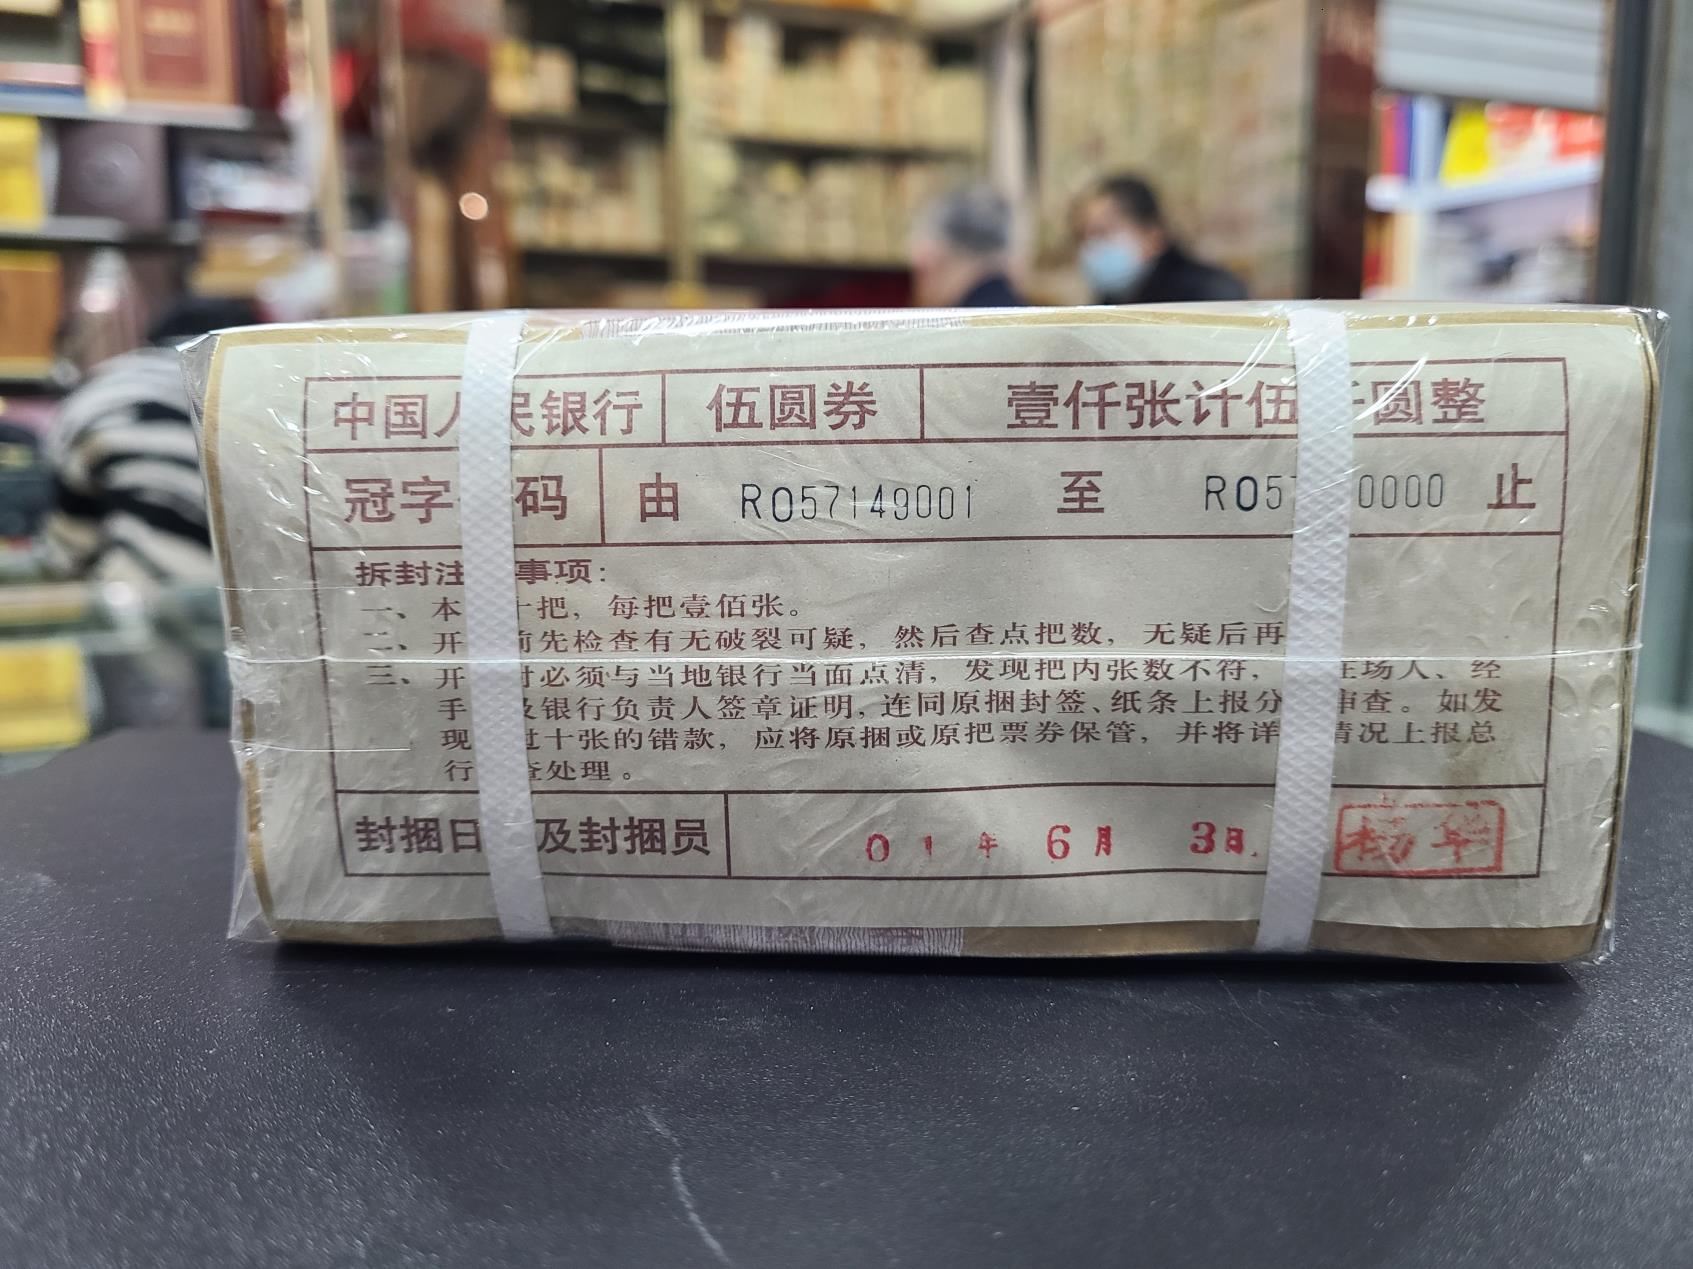 中国人民银行 伍圆券 壹仟张计伍仟圆整
冠字 码 由 RO57149001 至 RO57 0000 止
拆封注 事项：
一、本 十把，每把壹佰张。
二、开 前先检查有无破裂可疑，然后查点把数，无疑后再
三、开 时必须与当地银行当面点清，发现把内张数不符， 在场人、经
手 及银行负责人签章证明，连同原捆封签、纸条上报分 审查。如发
现 过十张的错款，应将原捆或原把票券保管，并将详 情况上报总
行 查处理。
封捆日 及封捆员 01年 6月 3日. 杨华